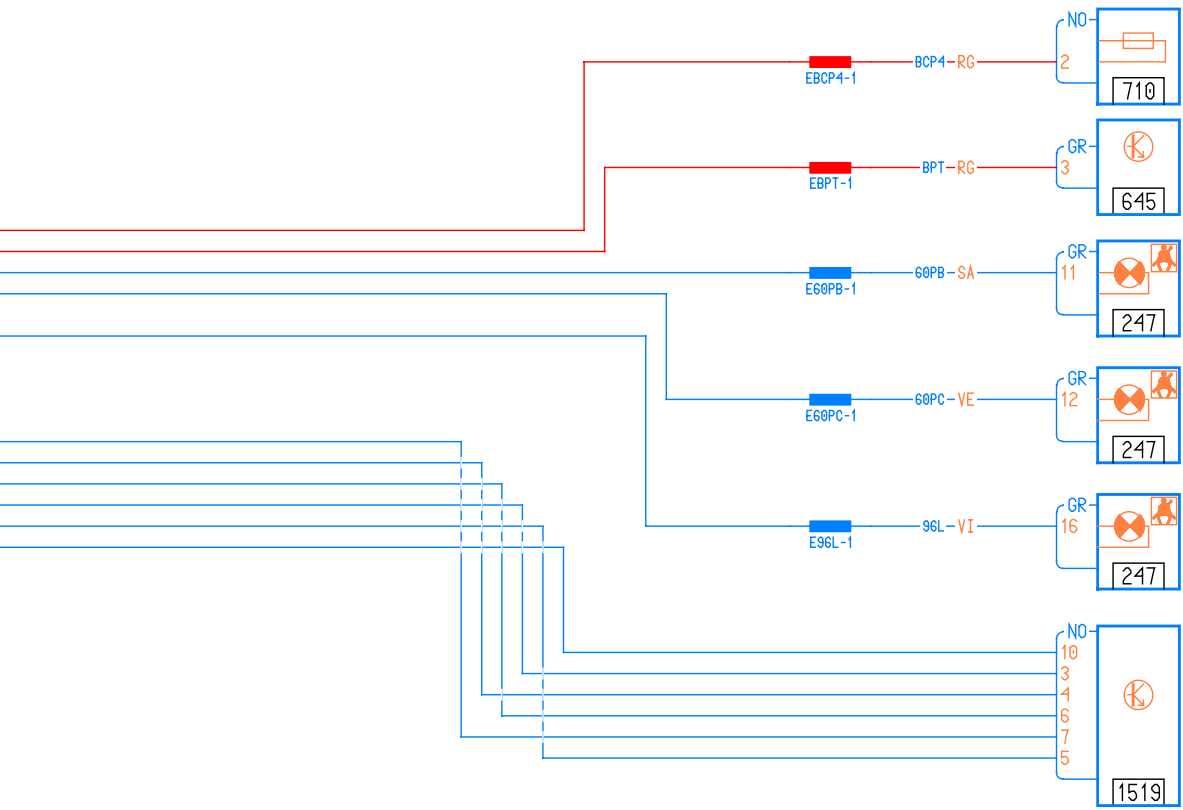 NO
2
BCP4 RG
EBCP4-1
710
GR
3
BPT RG
EBPT-1
645
GR
11
60PB SA
E60PB-1
247
GR
12
60PC VE
E60PC-1
247
GR
16
96L VI
E96L-1
247
NO
10
3
4
6
7
5
1519